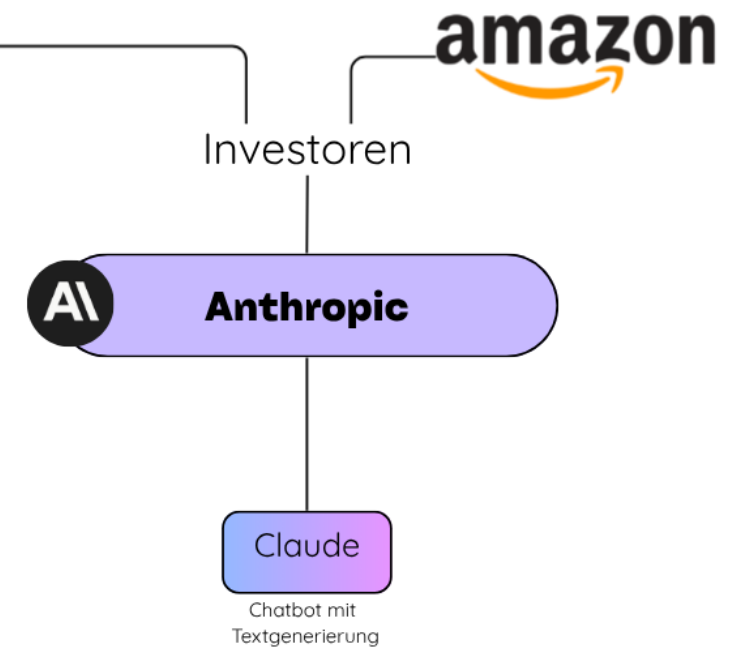 amazon
Investoren
AI Anthropic
Claude
Chatbot mit
Textgenerierung